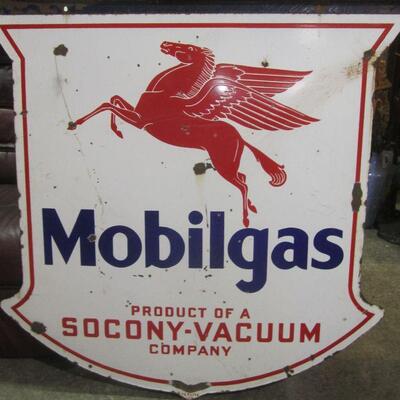 Mobilgas
PRODUCT OF A
SOCONY-VACUUM
COMPANY